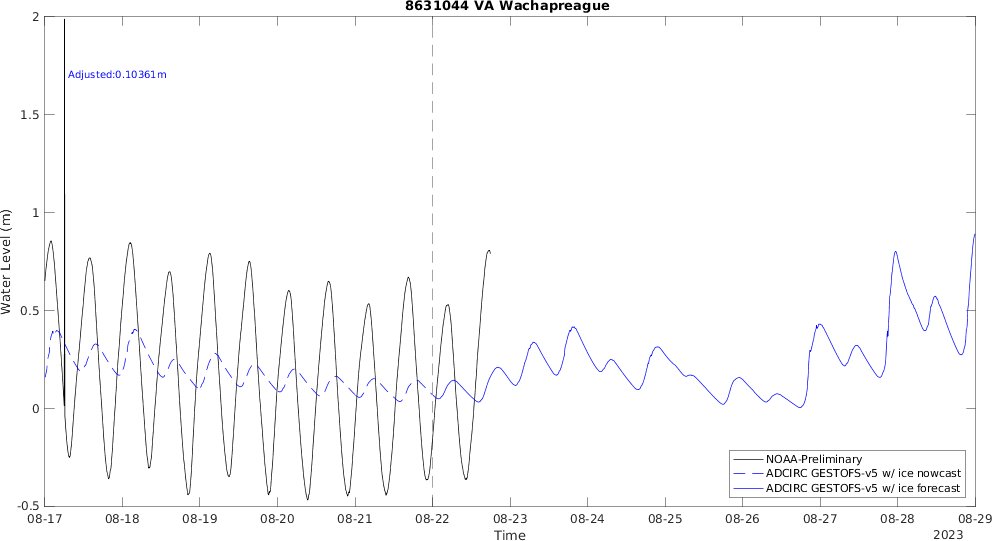 8631044 VA Wachapreague
2
1.5
1
0.5
0
-0.5
Water Level (m)
Adjusted:0.10361m
NOAA-Preliminary
ADCIRC GESTOFS-v5 w/ ice nowcast
ADCIRC GESTOFS-v5 w/ ice forecast
08-17 08-18 08-19 08-20 08-21 08-22 08-23 08-24 08-25 08-26 08-27 08-28 08-29
Time
2023